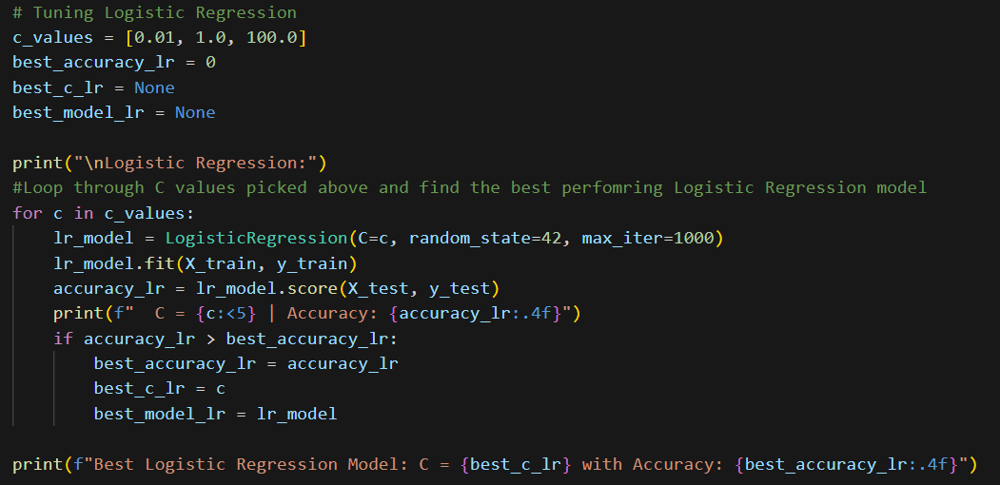 # Tuning Logistic Regression
c_values = [0.01, 1.0, 100.0]
best_accuracy_lr = 0
best_c_lr = None
best_model_lr = None

print("\nLogistic Regression:")
#Loop through C values picked above and find the best perfomring Logistic Regression model
for c in c_values:
    lr_model = LogisticRegression(C=c, random_state=42, max_iter=1000)
    lr_model.fit(X_train, y_train)
    accuracy_lr = lr_model.score(X_test, y_test)
    print(f"  C = {c:<5} | Accuracy: {accuracy_lr:.4f}")
    if accuracy_lr > best_accuracy_lr:
        best_accuracy_lr = accuracy_lr
        best_c_lr = c
        best_model_lr = lr_model

print(f"Best Logistic Regression Model: C = {best_c_lr} with Accuracy: {best_accuracy_lr:.4f}")